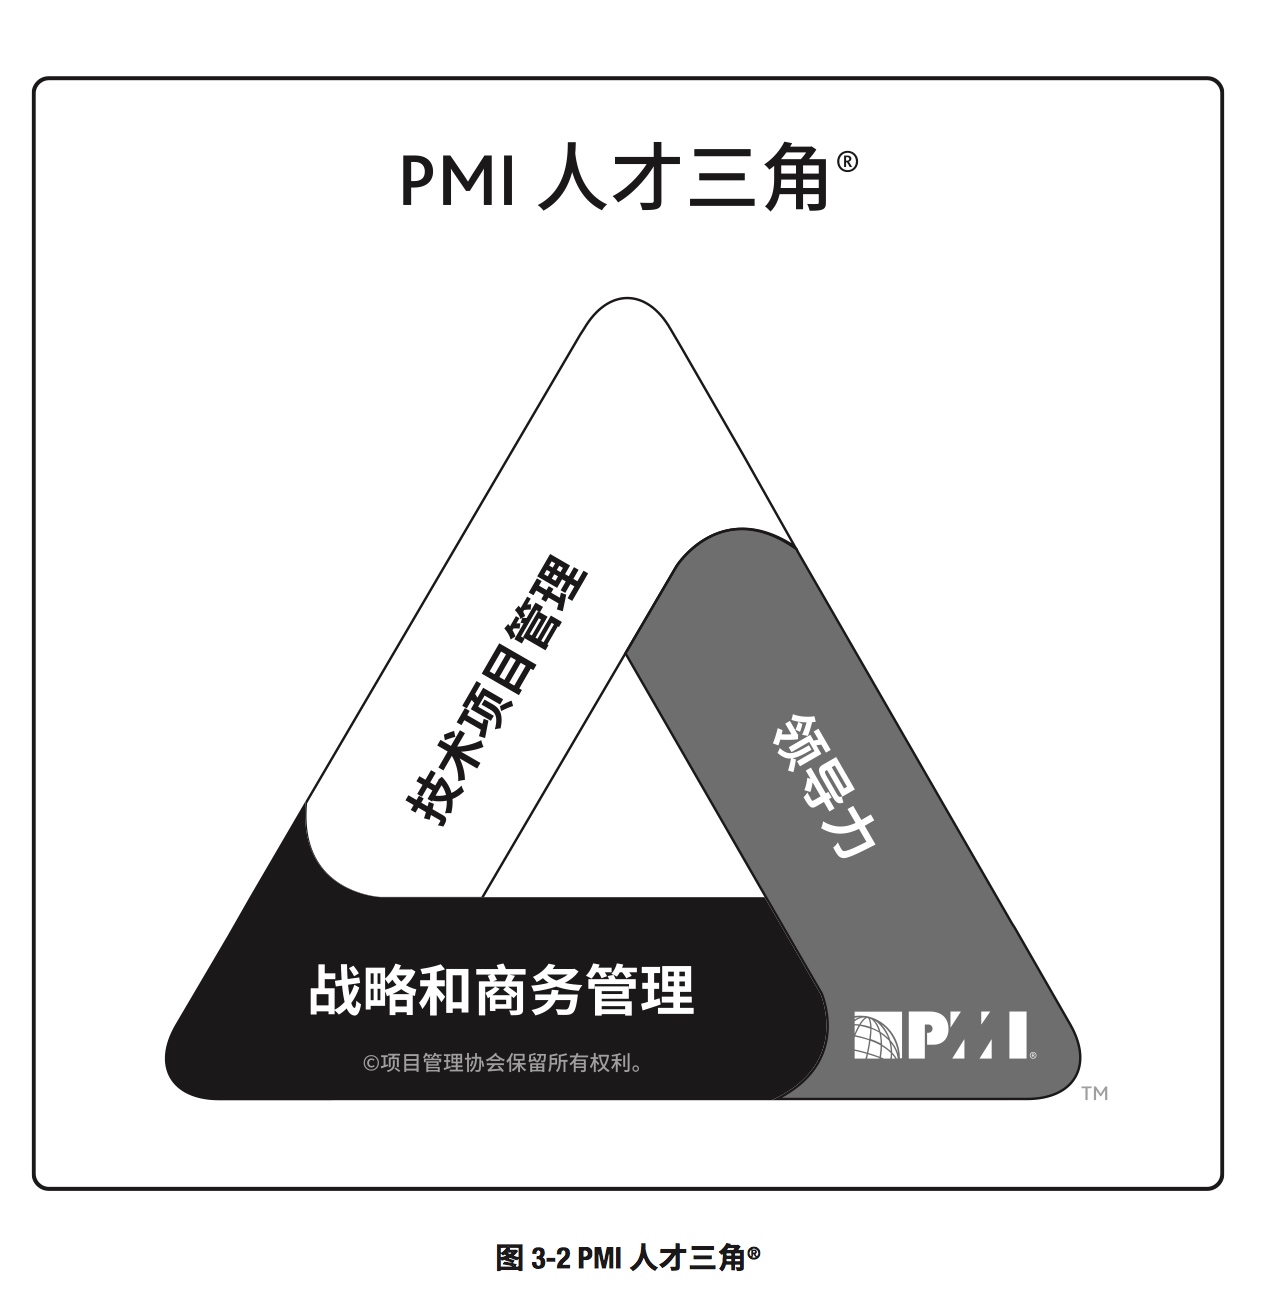 PMI 人才三角®
技术项目管理
领导力
战略和商务管理
©项目管理协会保留所有权利。
PMI®
TM
图 3-2 PMI 人才三角®